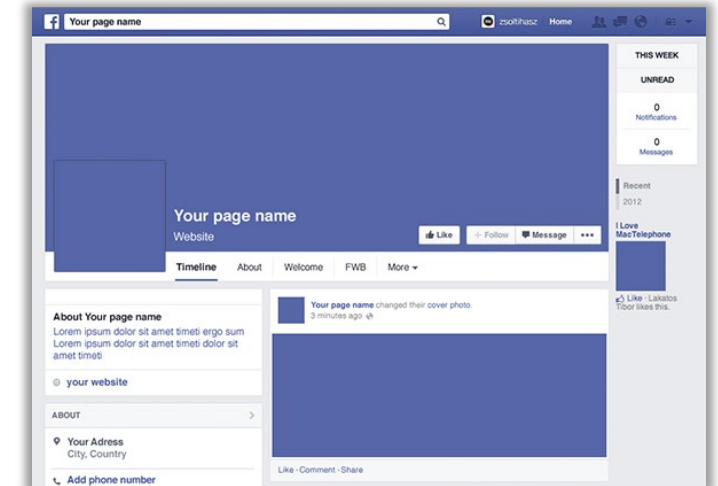 f Your page name
zsoltihasz Home
THIS WEEK
UNREAD
0
Notifications
0
Messages
Recent
2012
Your page name
Website
Like + Follow Message •••
Timeline About Welcome FWB More
I Love
MacTelephone
Like · Lakatos
Tibor likes this.
About Your page name
Lorem ipsum dolor sit amet timeti ergo sum
Lorem ipsum dolor sit amet timeti dolor sit
amet timeti
your website
ABOUT
Your Adress
City, Country
Add phone number
Your page name changed their cover photo.
3 minutes ago
Like · Comment · Share